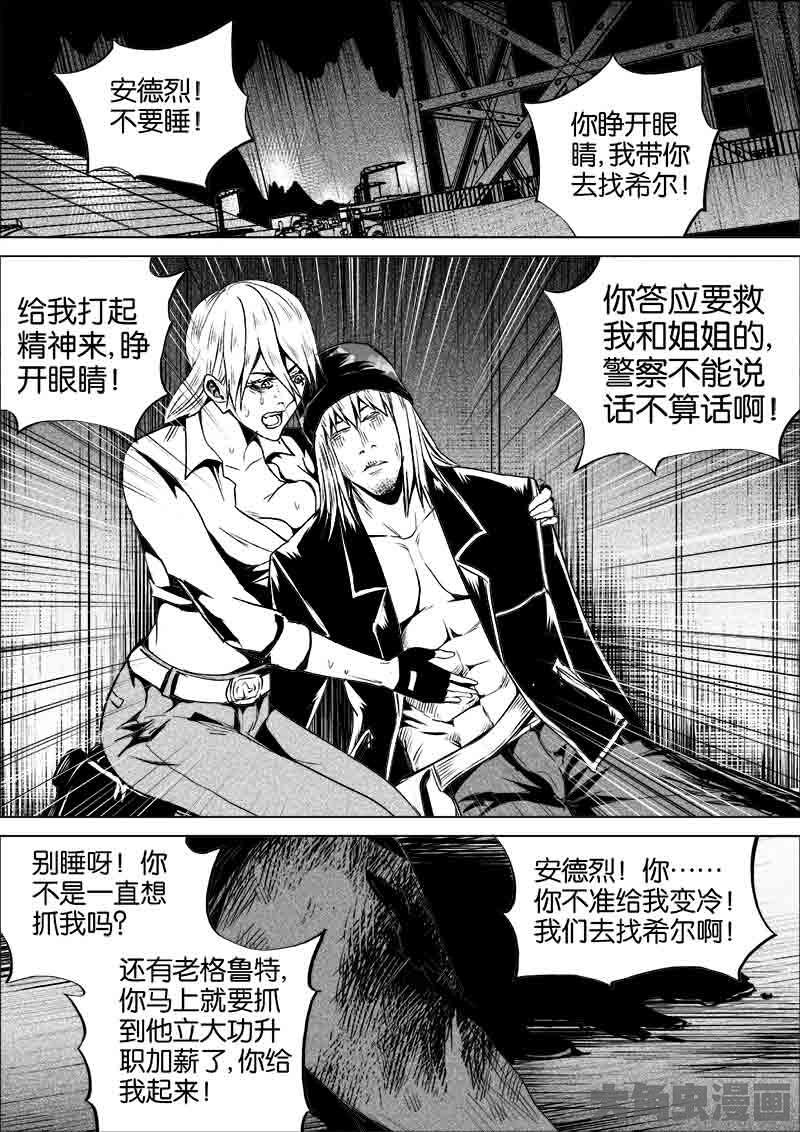 安德烈！
不要睡！
你睁开眼
睛，我带你
去找希尔！
给我打起
精神来，睁
开眼睛！
你答应要救
我和姐姐的，
警察不能说
话不算话啊！
别睡呀！你
不是一直想
抓我吗？
还有老格鲁特，
你马上就要抓
到他立大功升
职加薪了，你给
我起来！
安德烈！你……
你不准给我变冷！
我们去找希尔啊！
大角虫漫画